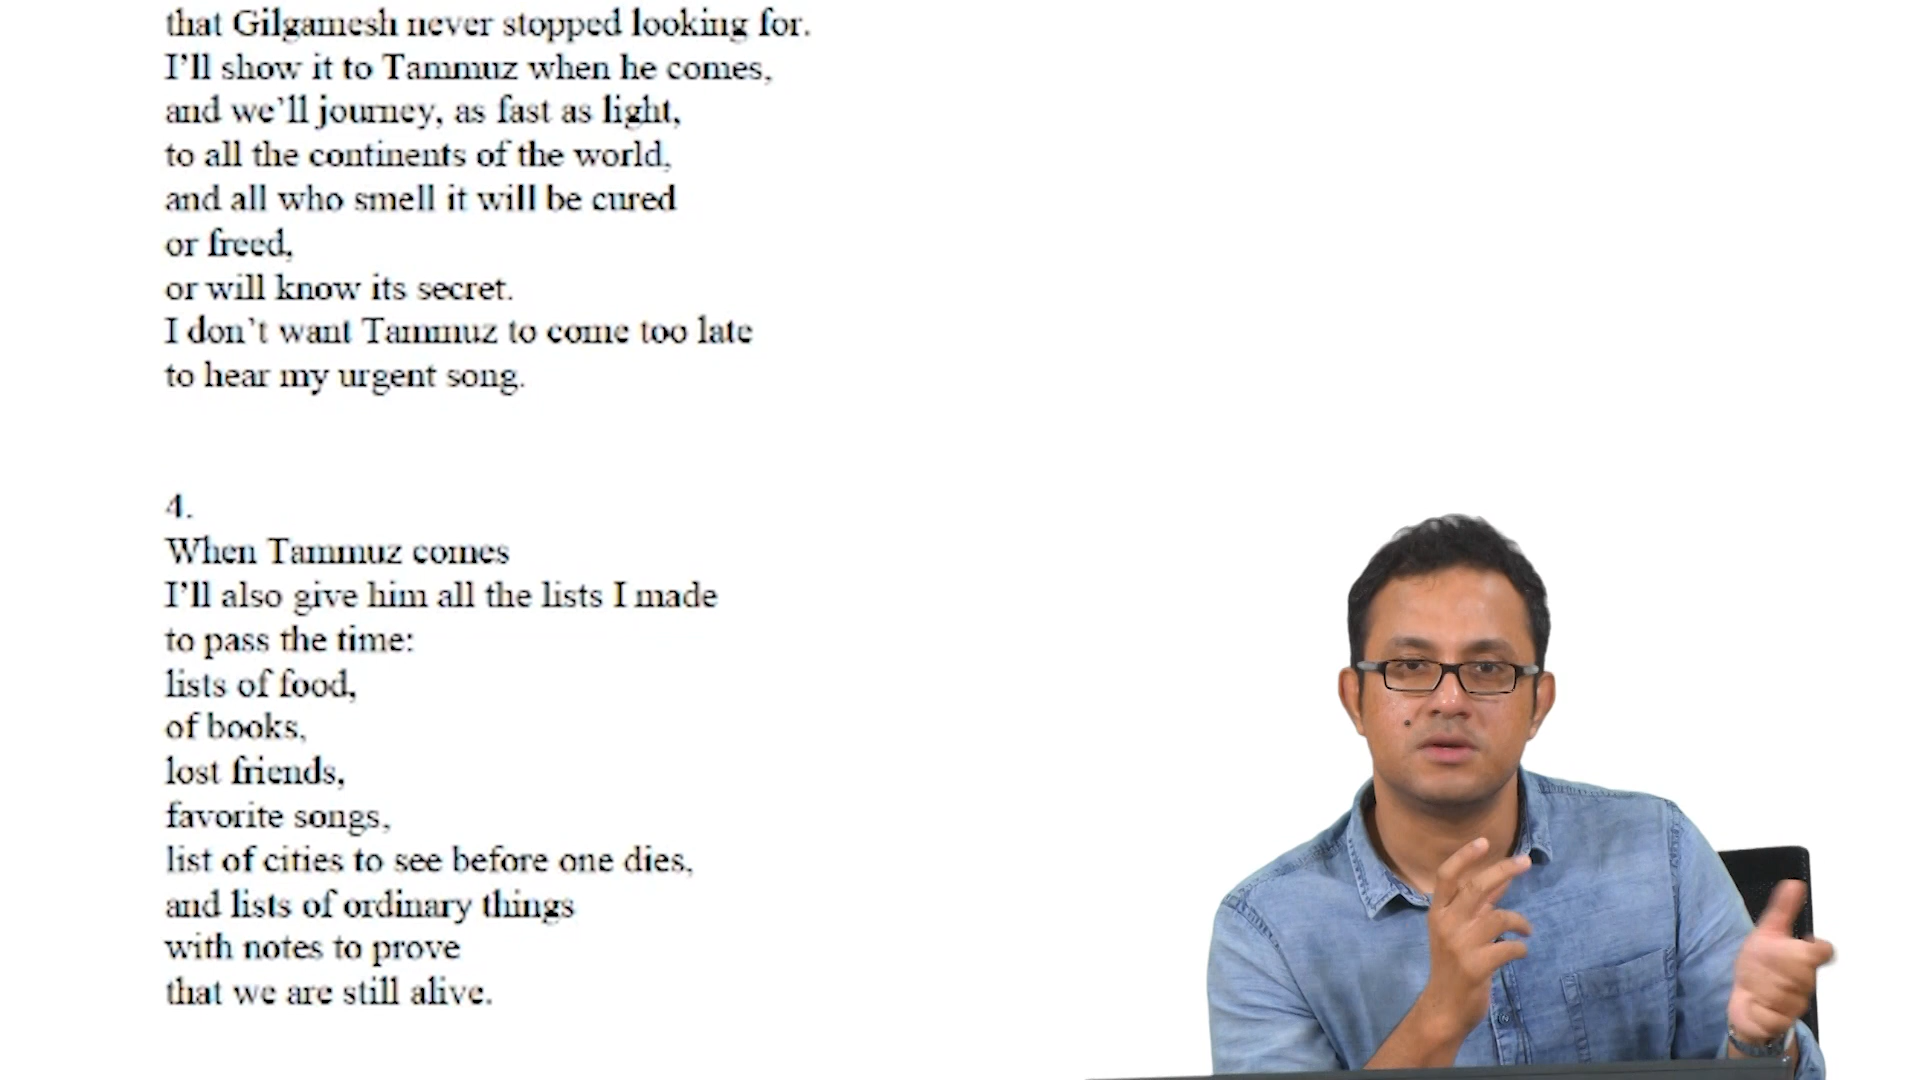 that Gilgamesh never stopped looking for.
I'll show it to Tammuz when he comes,
and we'll journey, as fast as light,
to all the continents of the world,
and all who smell it will be cured
or freed,
or will know its secret.
I don't want Tammuz to come too late
to hear my urgent song.
4.
When Tammuz comes
I'll also give him all the lists I made
to pass the time:
lists of food,
of books,
lost friends,
favorite songs,
list of cities to see before one dies,
and lists of ordinary things
with notes to prove
that we are still alive.